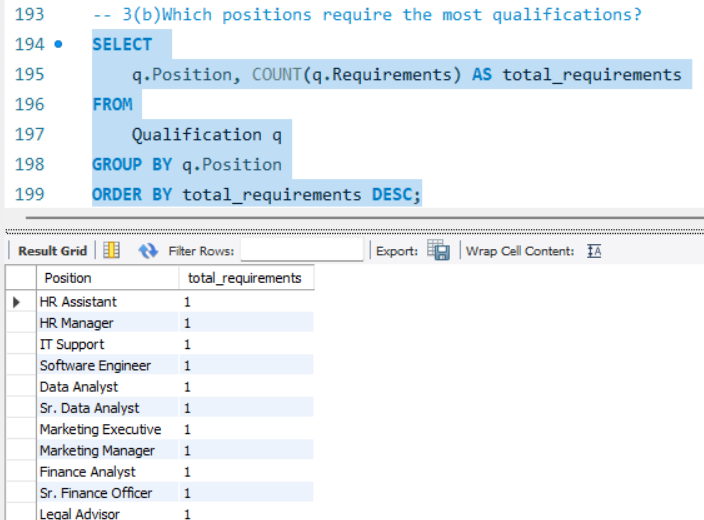 193 -- 3(b)Which positions require the most qualifications?
194 SELECT
195 q.Position, COUNT(q.Requirements) AS total_requirements
196 FROM
197 Qualification q
198 GROUP BY q.Position
199 ORDER BY total_requirements DESC;
Result Grid Filter Rows: Export: Wrap Cell Content: IA
Position total_requirements
HR Assistant 1
HR Manager 1
IT Support 1
Software Engineer 1
Data Analyst 1
Sr. Data Analyst 1
Marketing Executive 1
Marketing Manager 1
Finance Analyst 1
Sr. Finance Officer 1
Legal Advisor 1